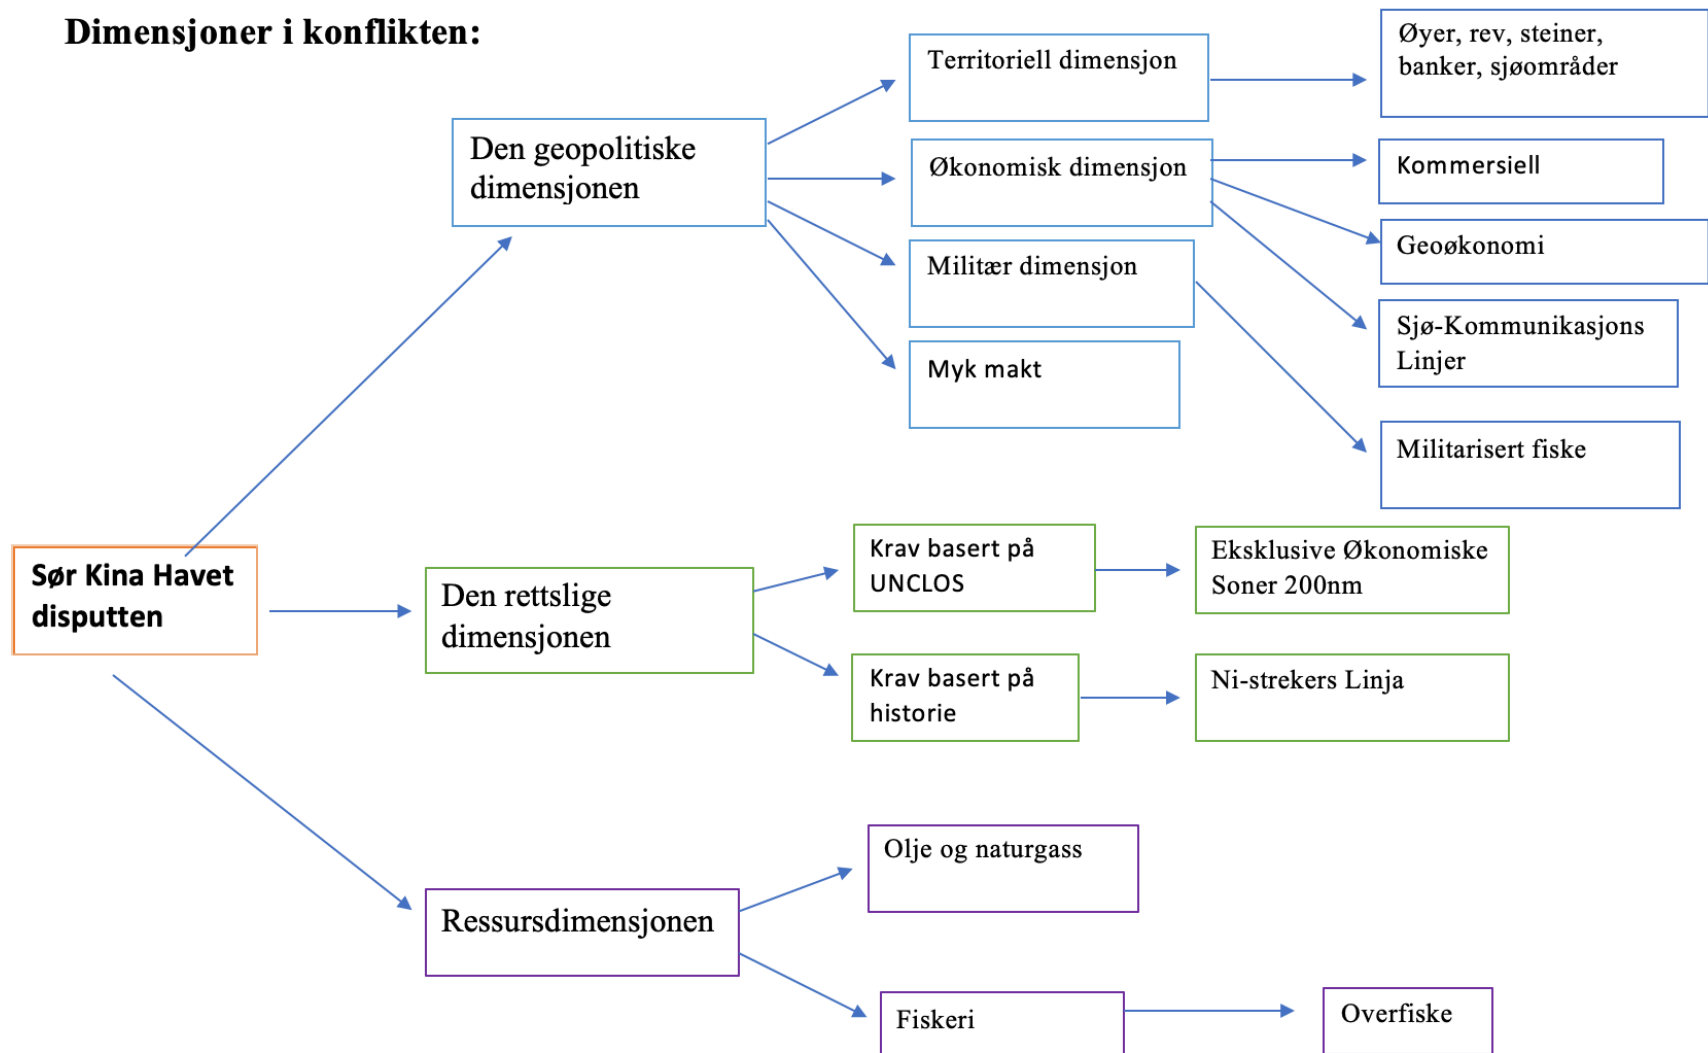 Dimensjoner i konflikten:
Øyer, rev, steiner,
banker, sjøområder
Territoriell dimensjon
Den geopolitiske
dimensjonen
Økonomisk dimensjon
Kommersiell
Geoøkonomi
Militær dimensjon
Sjø-Kommunikasjons
Linjer
Myk makt
Militarisert fiske
Sør Kina Havet
disputten
Den rettslige
dimensjonen
Krav basert på
UNCLOS
Eksklusive Økonomiske
Soner 200nm
Krav basert på
historie
Ni-strekers Linja
Ressursdimensjonen
Olje og naturgass
Fiskeri
Overfiske